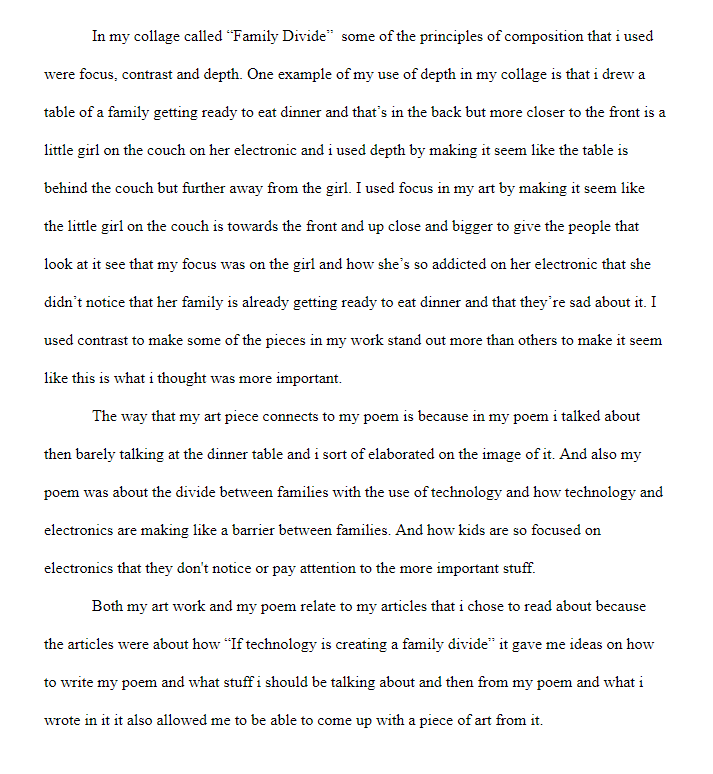 In my collage called “Family Divide”  some of the principles of composition that i used
were focus, contrast and depth. One example of my use of depth in my collage is that i drew a
table of a family getting ready to eat dinner and that’s in the back but more closer to the front is a
little girl on the couch on her electronic and i used depth by making it seem like the table is
behind the couch but further away from the girl. I used focus in my art by making it seem like
the little girl on the couch is towards the front and up close and bigger to give the people that
look at it see that my focus was on the girl and how she’s so addicted on her electronic that she
didn’t notice that her family is already getting ready to eat dinner and that they’re sad about it. I
used contrast to make some of the pieces in my work stand out more than others to make it seem
like this is what i thought was more important.
The way that my art piece connects to my poem is because in my poem i talked about
then barely talking at the dinner table and i sort of elaborated on the image of it. And also my
poem was about the divide between families with the use of technology and how technology and
electronics are making like a barrier between families. And how kids are so focused on
electronics that they don't notice or pay attention to the more important stuff.
Both my art work and my poem relate to my articles that i chose to read about because
the articles were about how “If technology is creating a family divide” it gave me ideas on how
to write my poem and what stuff i should be talking about and then from my poem and what i
wrote in it it also allowed me to be able to come up with a piece of art from it.